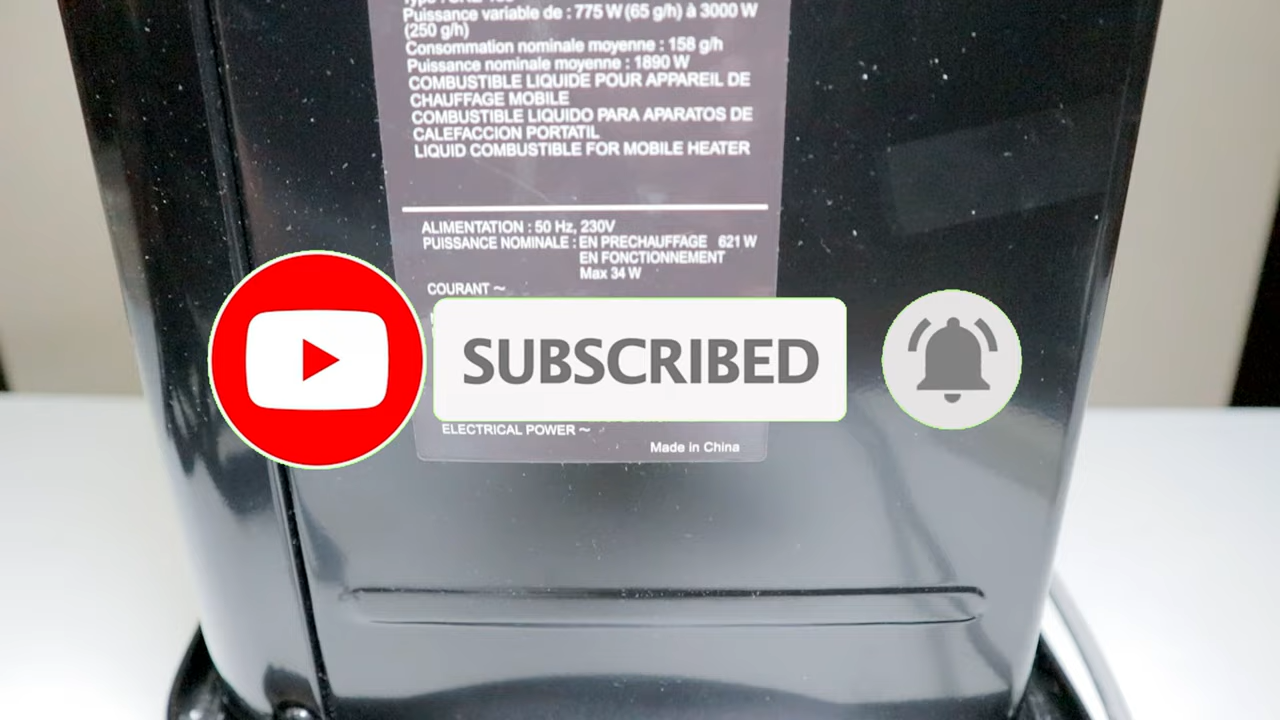 Puissance variable de : 775 W (65 g/h) à 3000 W
(250 g/h)
Consommation nominale moyenne : 158 g/h
Puissance nominale moyenne : 1890 W
COMBUSTIBLE LIQUIDE POUR APPAREIL DE
CHAUFFAGE MOBILE
COMBUSTIBLE LIQUIDO PARA APARATOS DE
CALEFACCION PORTATIL
LIQUID COMBUSTIBLE FOR MOBILE HEATER
ALIMENTATION : 50 Hz, 230V
PUISSANCE NOMINALE : EN PRECHAUFFAGE 621 W
EN FONCTIONNEMENT
Max 34 W
COURANT ~
SUBSCRIBED
ELECTRICAL POWER ~
Made in China